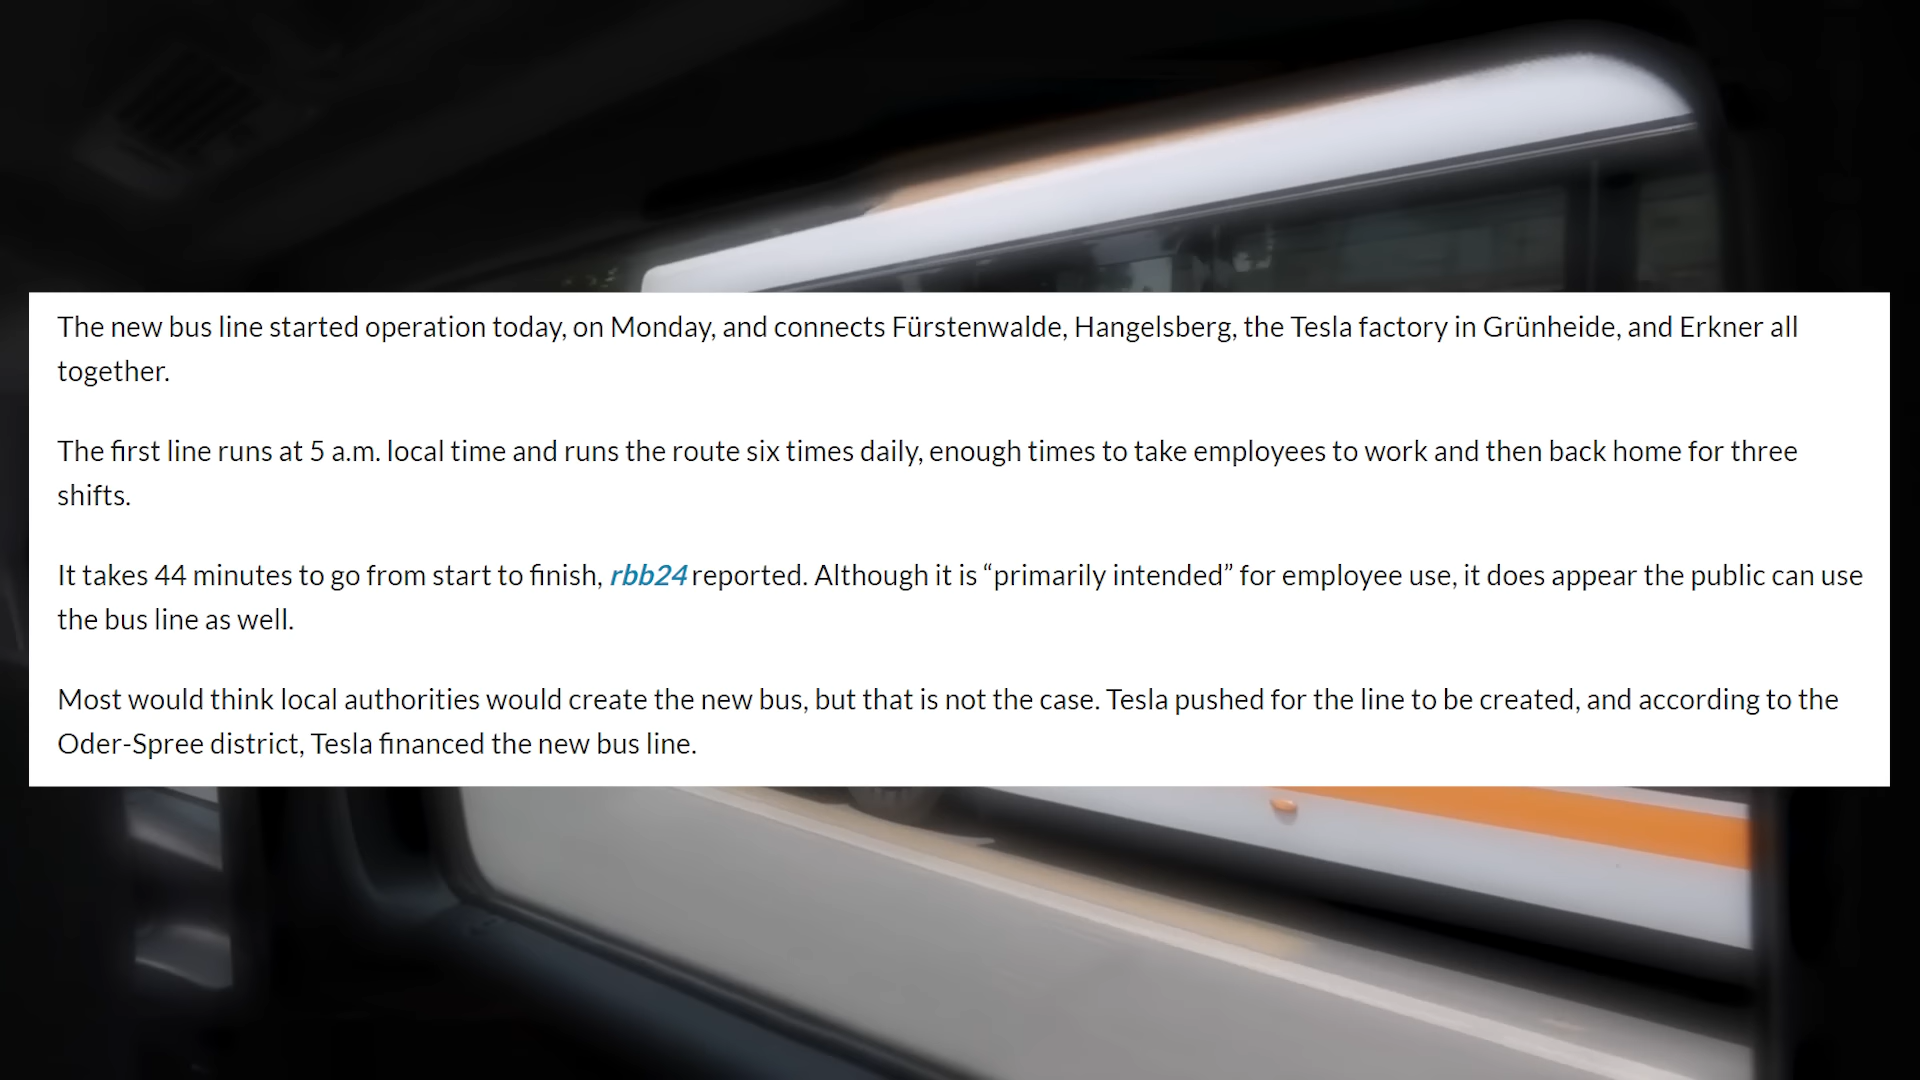 The new bus line started operation today, on Monday, and connects Fürstenwalde, Hangelsberg, the Tesla factory in Grünheide, and Erkner all
together.
The first line runs at 5 a.m. local time and runs the route six times daily, enough times to take employees to work and then back home for three
shifts.
It takes 44 minutes to go from start to finish, rbb24 reported. Although it is “primarily intended” for employee use, it does appear the public can use
the bus line as well.
Most would think local authorities would create the new bus, but that is not the case. Tesla pushed for the line to be created, and according to the
Oder-Spree district, Tesla financed the new bus line.